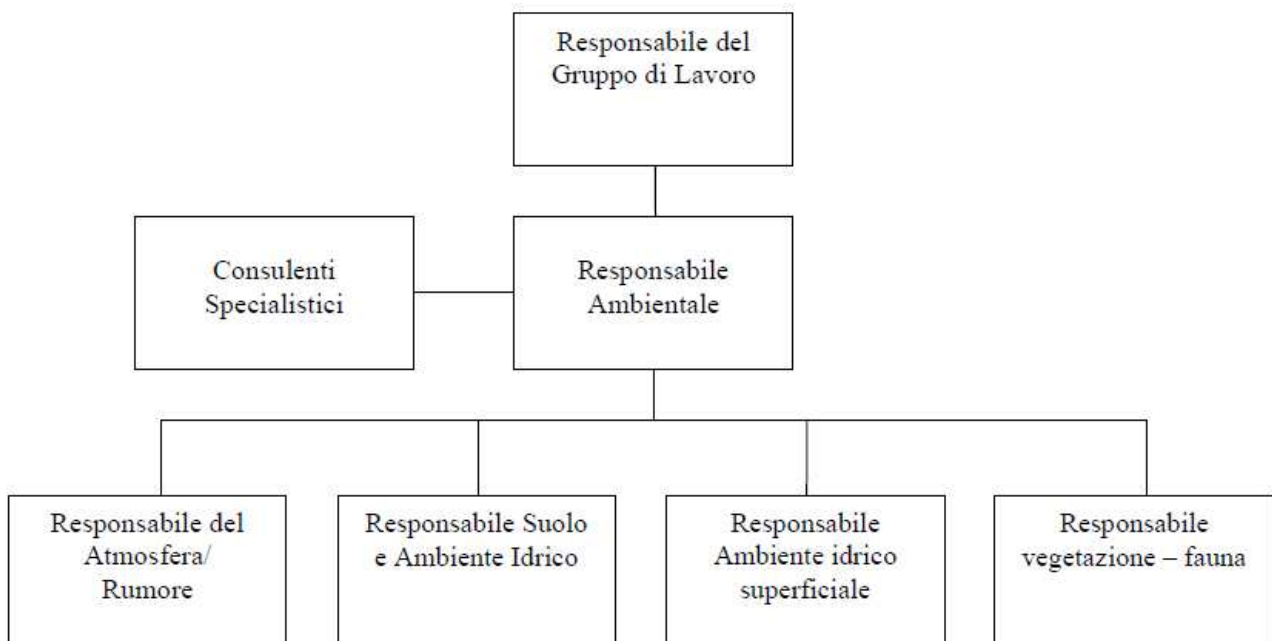 Responsabile del
Gruppo di Lavoro
Consulenti
Specialistici
Responsabile
Ambientale
Responsabile del
Atmosfera/
Rumore
Responsabile Suolo
e Ambiente Idrico
Responsabile
Ambiente idrico
superficiale
Responsabile
vegetazione – fauna